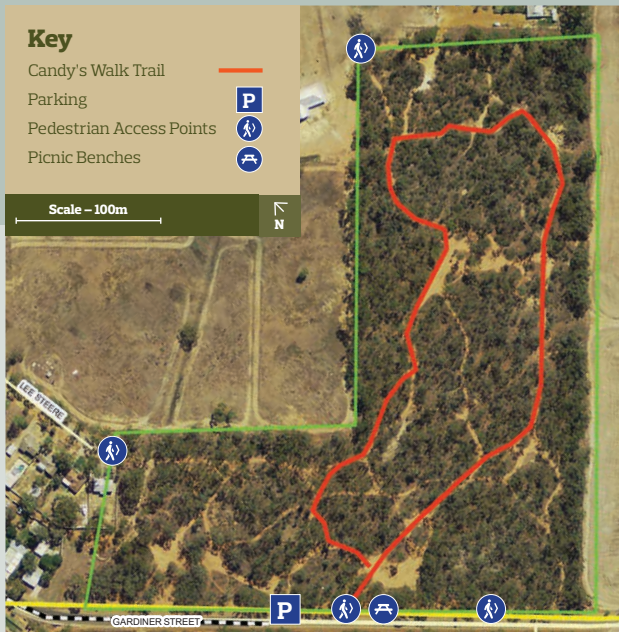 Key
Candy's Walk Trail
Parking
P
Pedestrian Access Points
Picnic Benches
Scale – 100m
N
LEE STEERE
P
GARDINER STREET